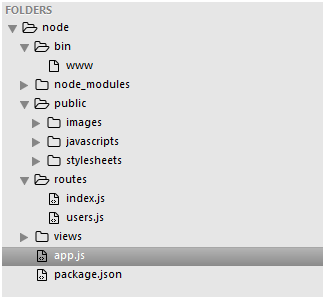 FOLDERS
node
bin
www
node_modules
public
images
javascripts
stylesheets
routes
index.js
users.js
views
app.js
package.json